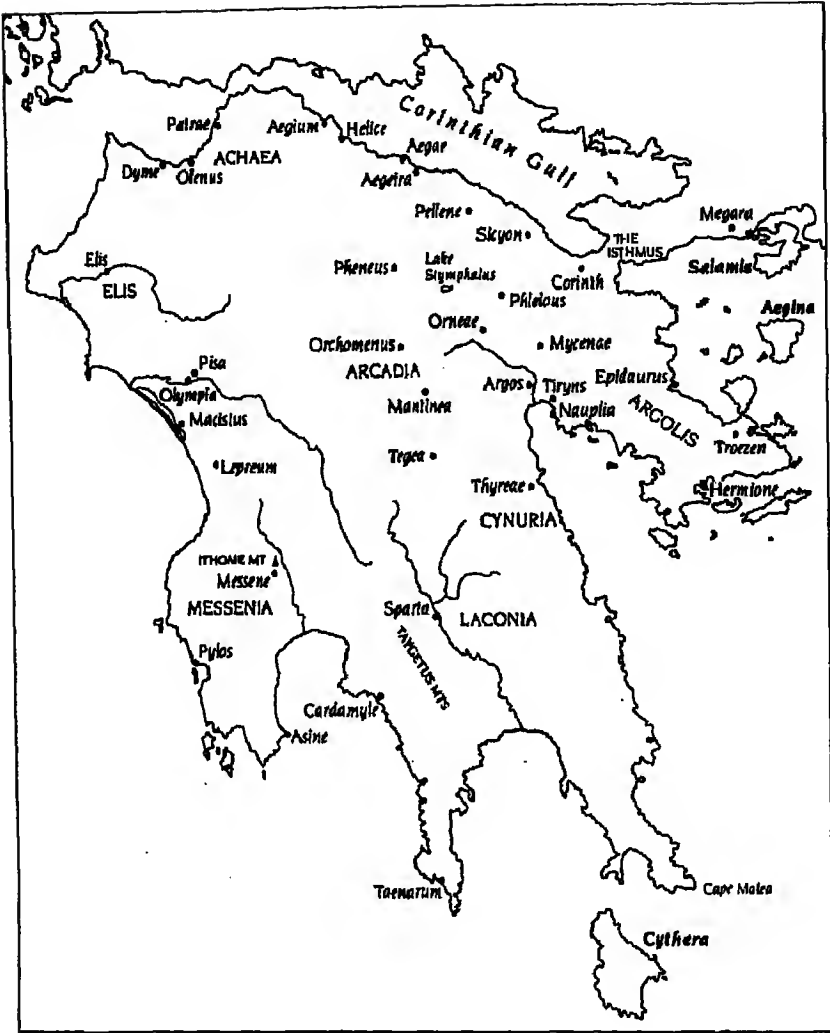 Corinthian Gulf
Patrae
Aegium
Helice
ACHAEA
Aegae
Dyme
Olenus
Aegeira
Pellene
Megara
Sicyon
THE
ISTHMUS
Elis
Pheneus
Lake
Stymphalus
Corinth
Salamis
ELIS
Phleious
Aegina
Orneae
Orchomenus
Mycenae
Pisa
ARCADIA
Olympia
Argos
Tiryns
Epidaurus
Mantinea
Nauplia
ARGOLIS
Macistus
Troezen
Tegea
Lepreum
Thyreae
Hermione
CYNURIA
ITHOME MT
Messene
MESSENIA
Sparta
LACONIA
TAYGETUS MTS
Pylos
Cardamyle
Asine
Taenarum
Cape Malea
Cythera